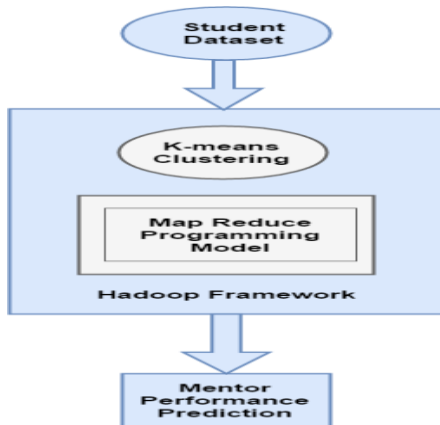 Student
Dataset
K-means
Clustering
Map Reduce
Programming
Model
Hadoop Framework
Mentor
Performance
Prediction